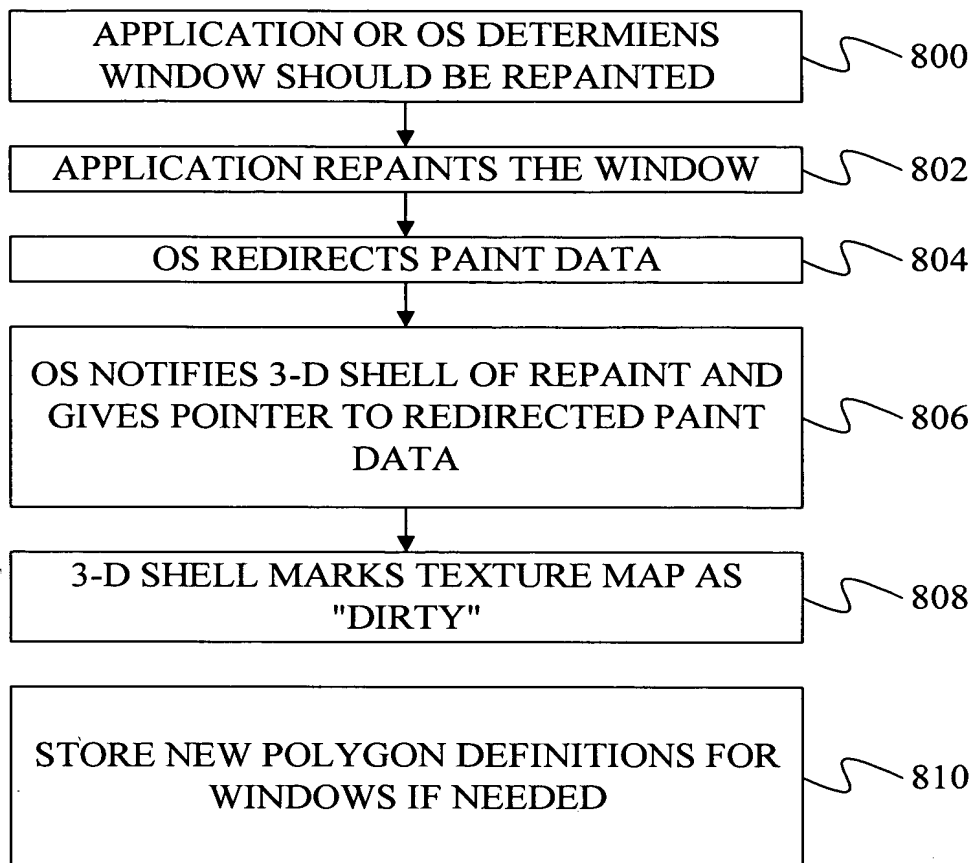 APPLICATION OR OS DETERMIENS
WINDOW SHOULD BE REPAINTED
800
APPLICATION REPAINTS THE WINDOW
802
OS REDIRECTS PAINT DATA
804
OS NOTIFIES 3-D SHELL OF REPAINT AND
GIVES POINTER TO REDIRECTED PAINT
DATA
806
3-D SHELL MARKS TEXTURE MAP AS
"DIRTY"
808
STORE NEW POLYGON DEFINITIONS FOR
WINDOWS IF NEEDED
810